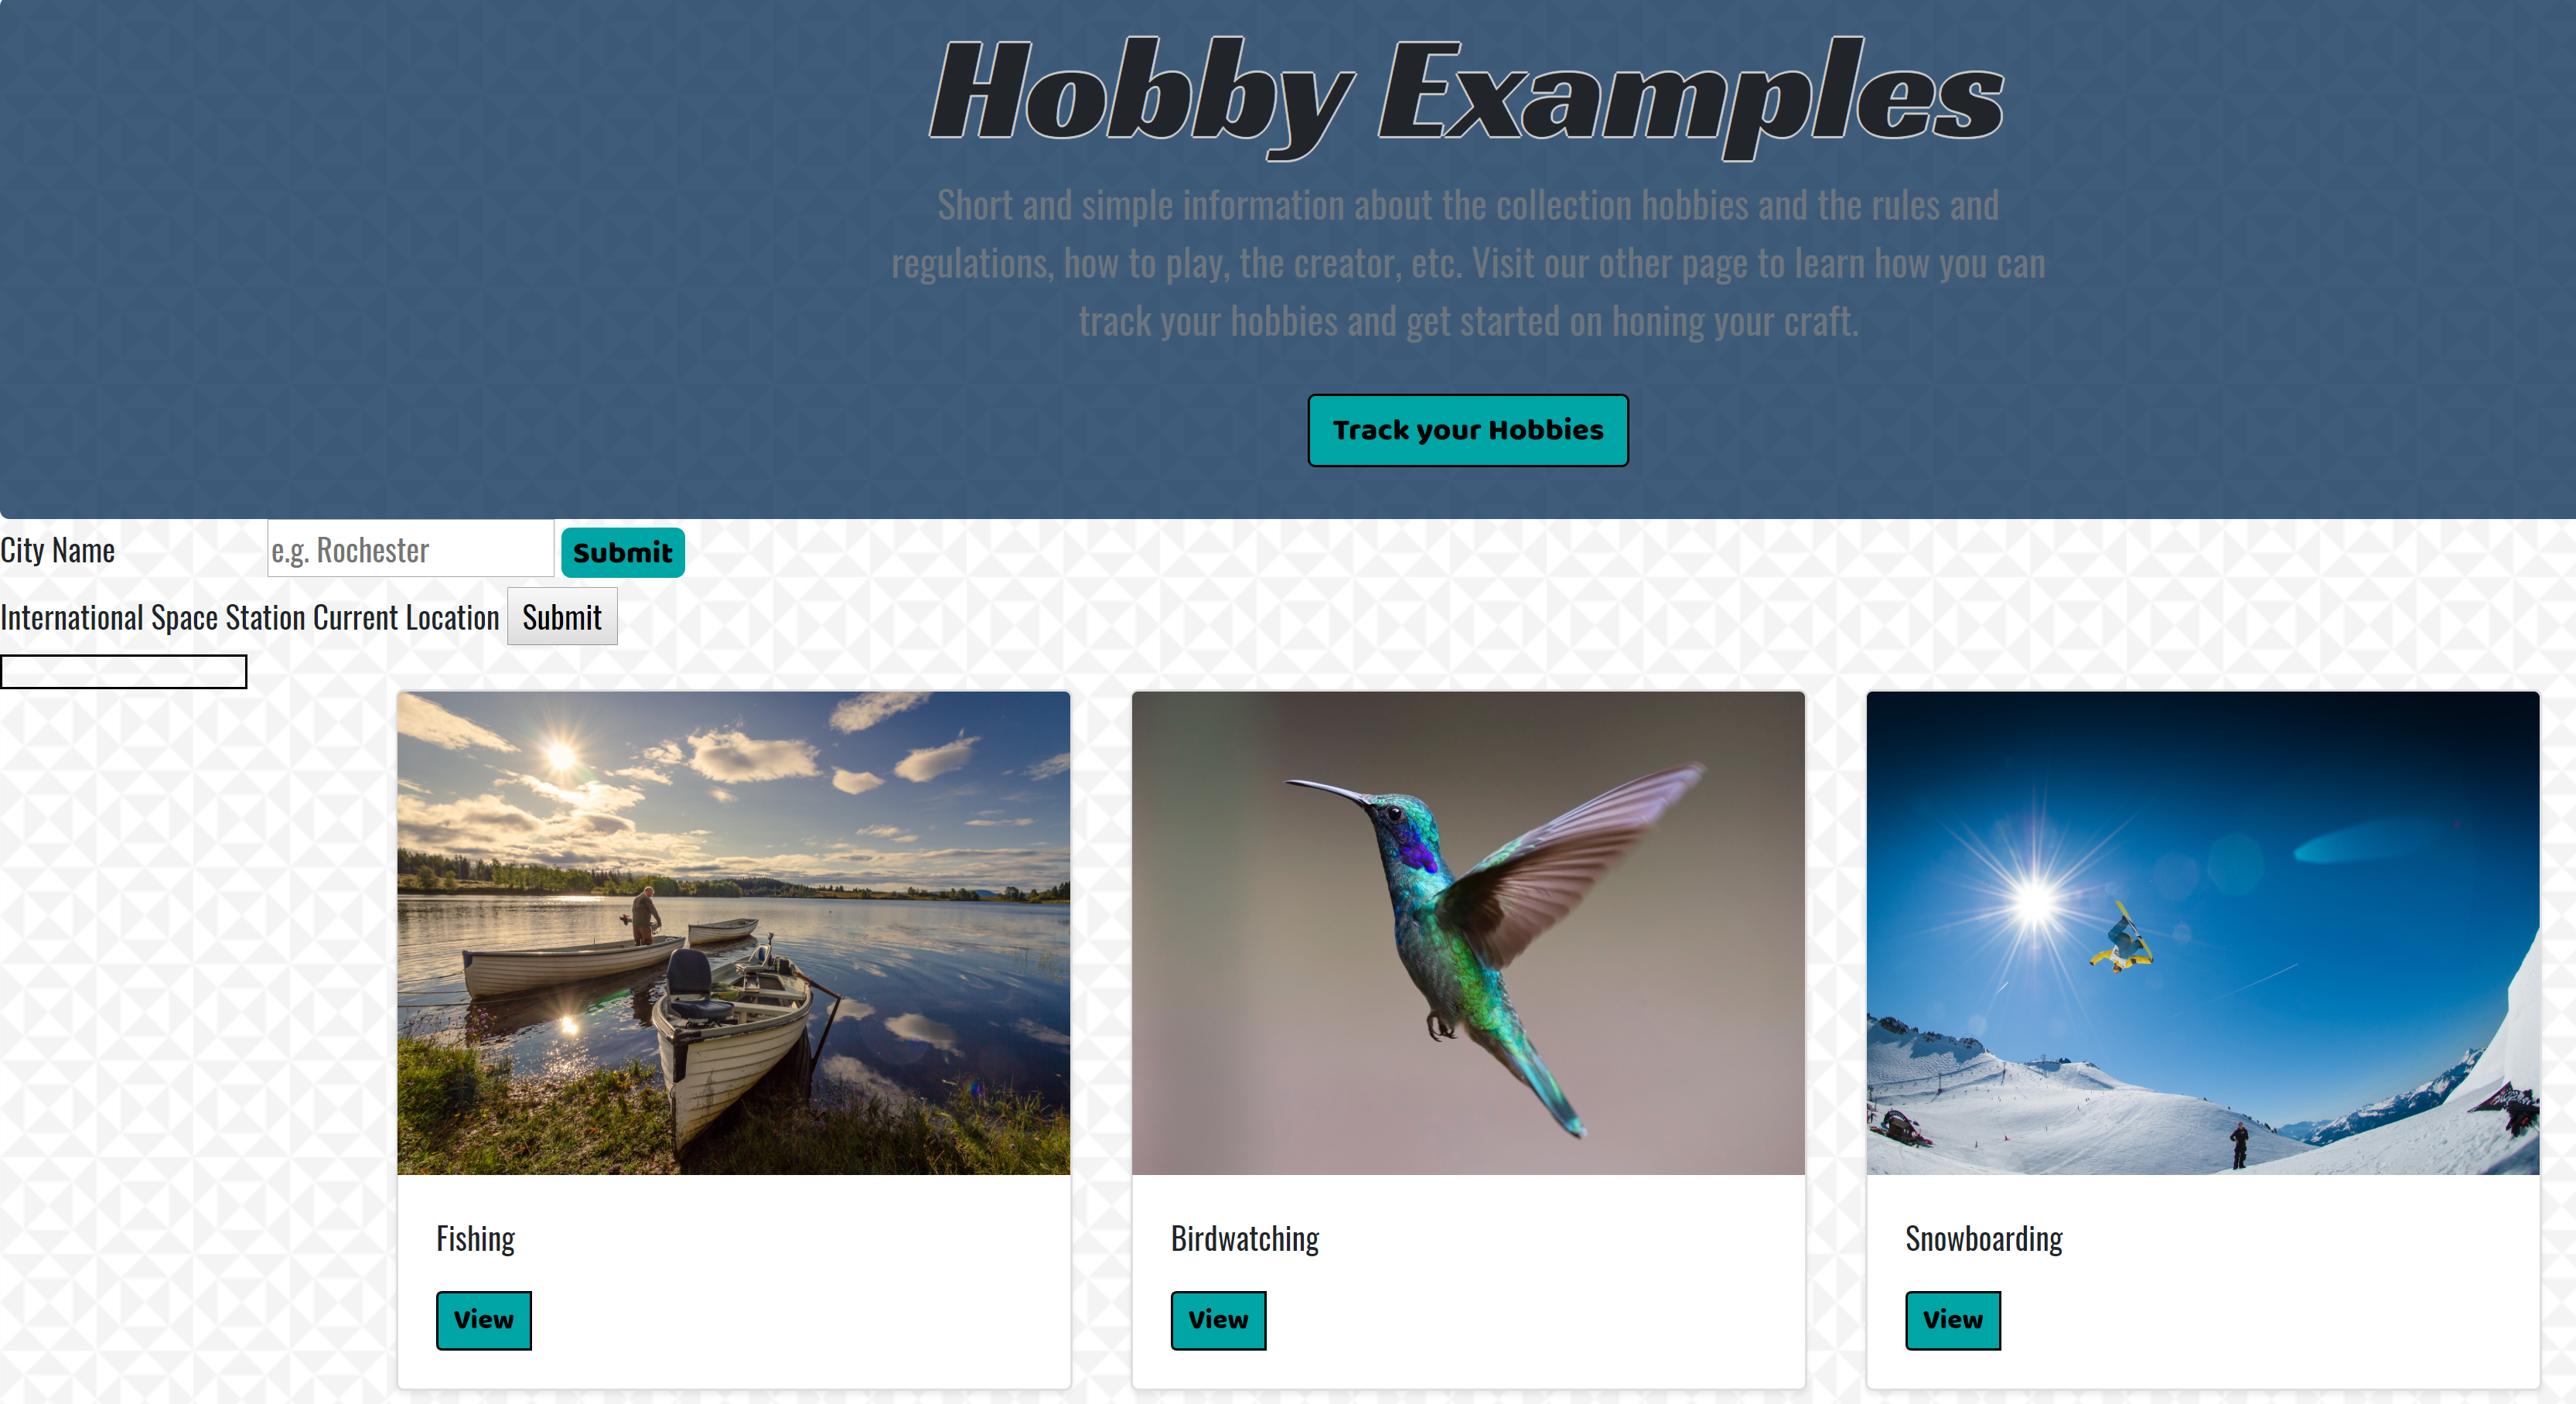 Hobby Examples
Short and simple information about the collection hobbies and the rules and
regulations, how to play, the creator, etc. Visit our other page to learn how you can
track your hobbies and get started on honing your craft.
Track your Hobbies
City Name e.g. Rochester Submit
International Space Station Current Location Submit
Fishing Birdwatching Snowboarding
View View View